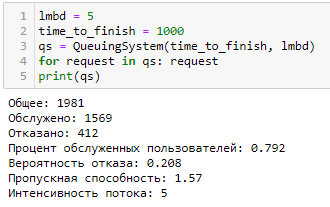 1 lmbd = 5
2 time_to_finish = 1000
3 qs = QueuingSystem(time_to_finish, lmbd)
4 for request in qs: request
5 print(qs)
Общее: 1981
Обслужено: 1569
Отказано: 412
Процент обслуженных пользователей: 0.792
Вероятность отказа: 0.208
Пропускная способность: 1.57
Интенсивность потока: 5